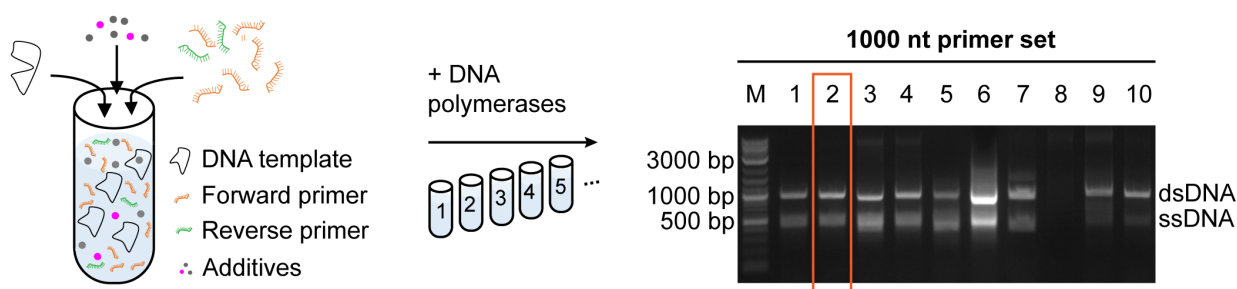 DNA template
Forward primer
Reverse primer
Additives
+ DNA
polymerases
1 2 3 4 5 ...
1000 nt primer set
M 1 2 3 4 5 6 7 8 9 10
3000 bp
1000 bp
500 bp
dsDNA
ssDNA